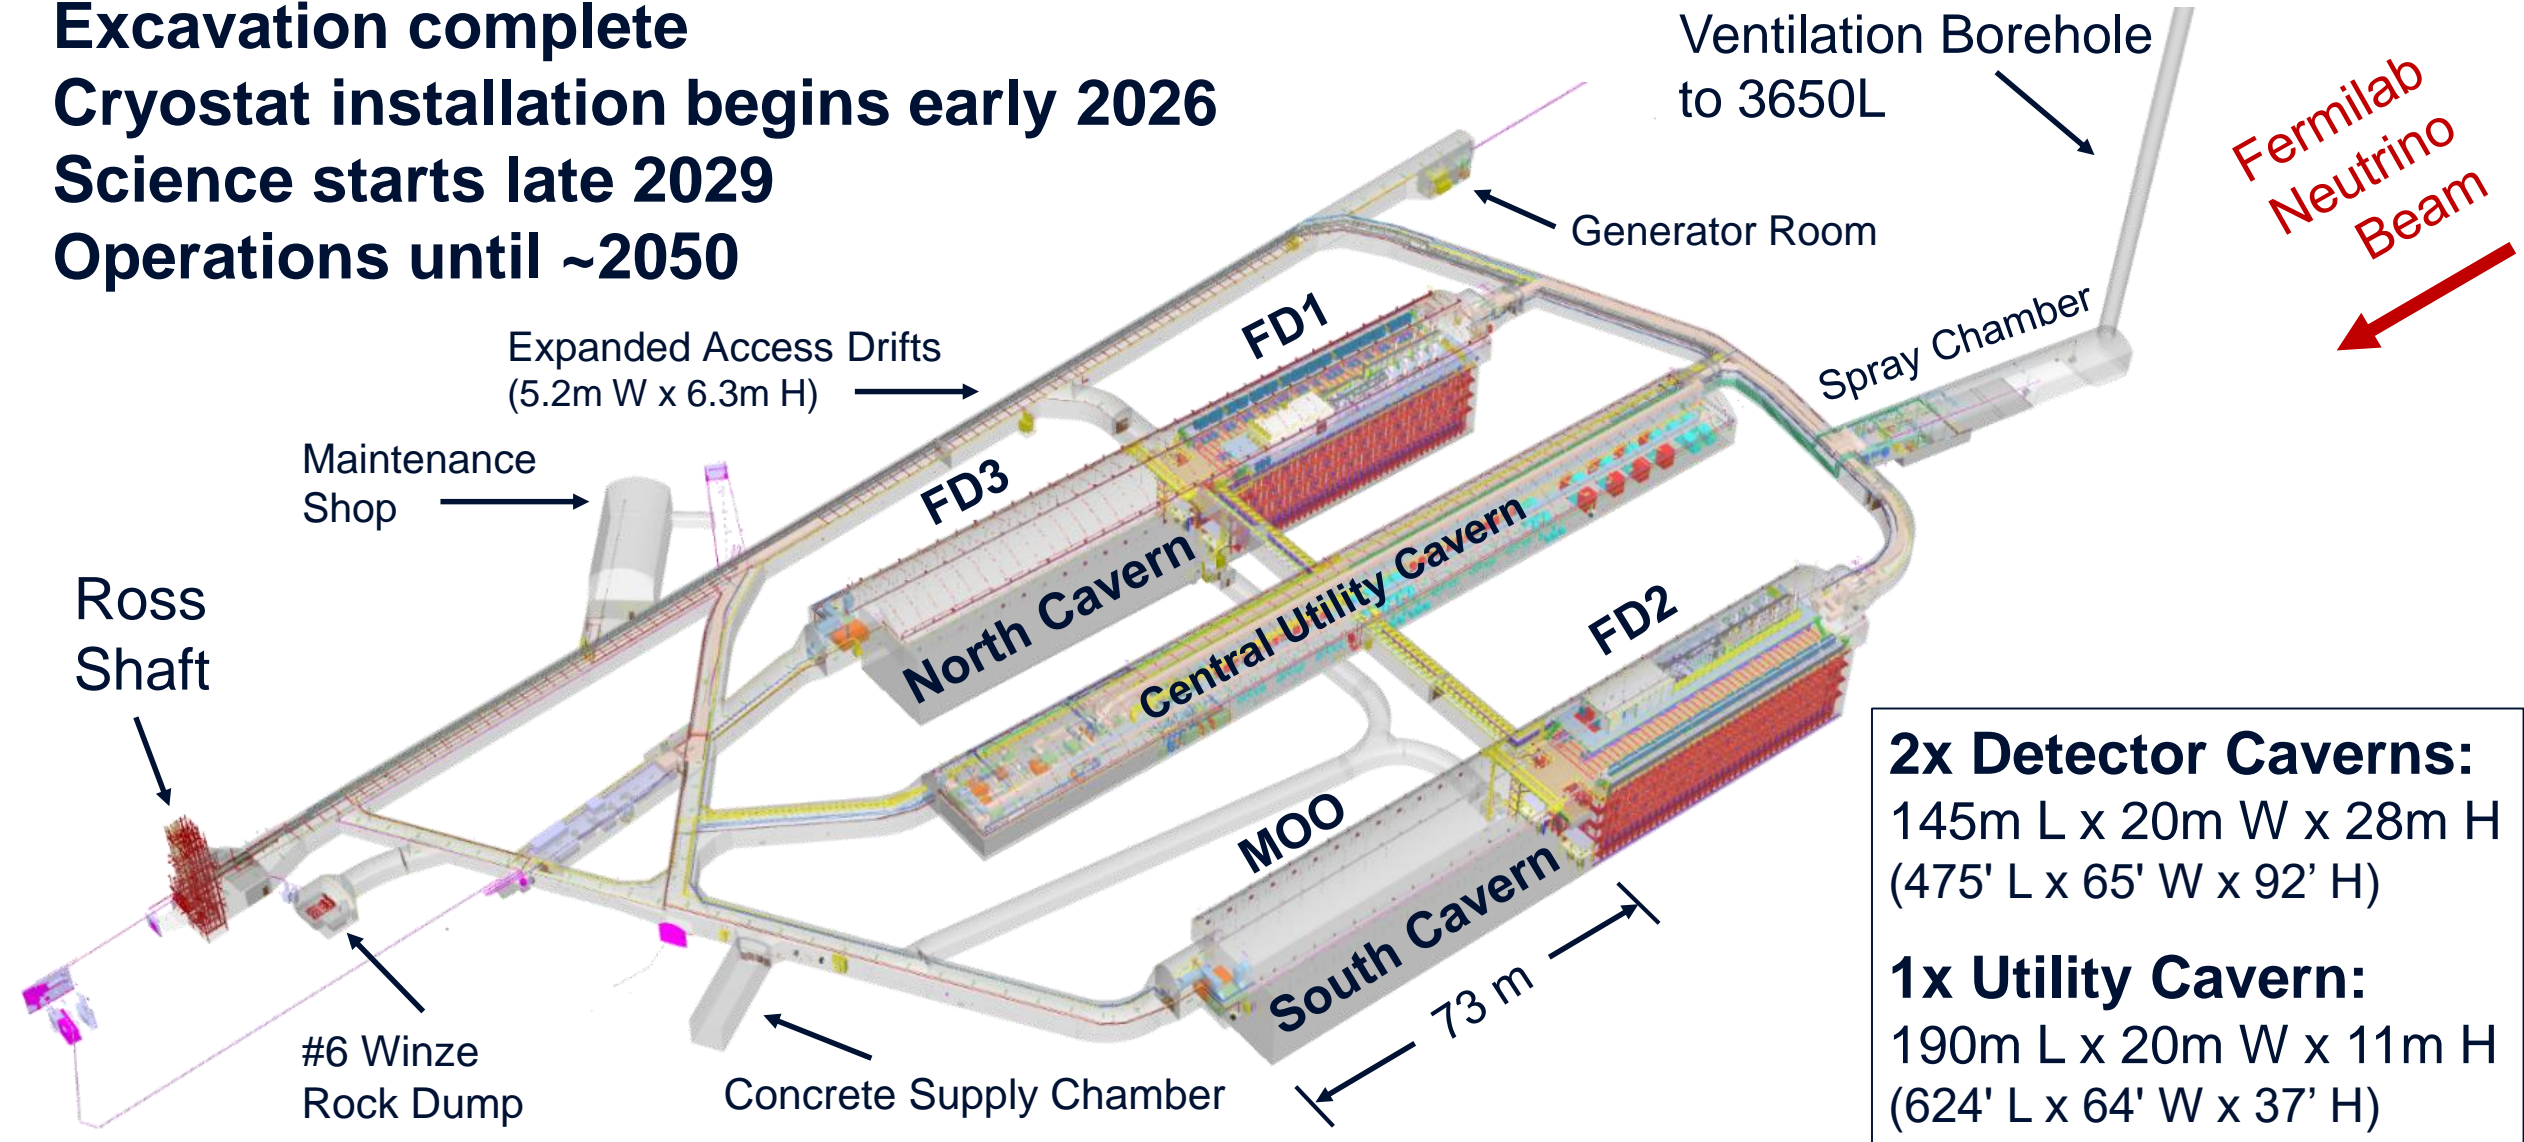 Excavation complete
Cryostat installation begins early 2026
Science starts late 2029
Operations until ~2050
Ventilation Borehole
to 3650L
Fermilab
Neutrino
Beam
Generator Room
Spray Chamber
Expanded Access Drifts
(5.2m W x 6.3m H)
Maintenance
Shop
Ross
Shaft
FD1
FD3
North Cavern
Central Utility Cavern
FD2
MOO
South Cavern
73 m
#6 Winze
Rock Dump
Concrete Supply Chamber
2x Detector Caverns:
145m L x 20m W x 28m H
(475' L x 65' W x 92’ H)
1x Utility Cavern:
190m L x 20m W x 11m H
(624' L x 64' W x 37’ H)